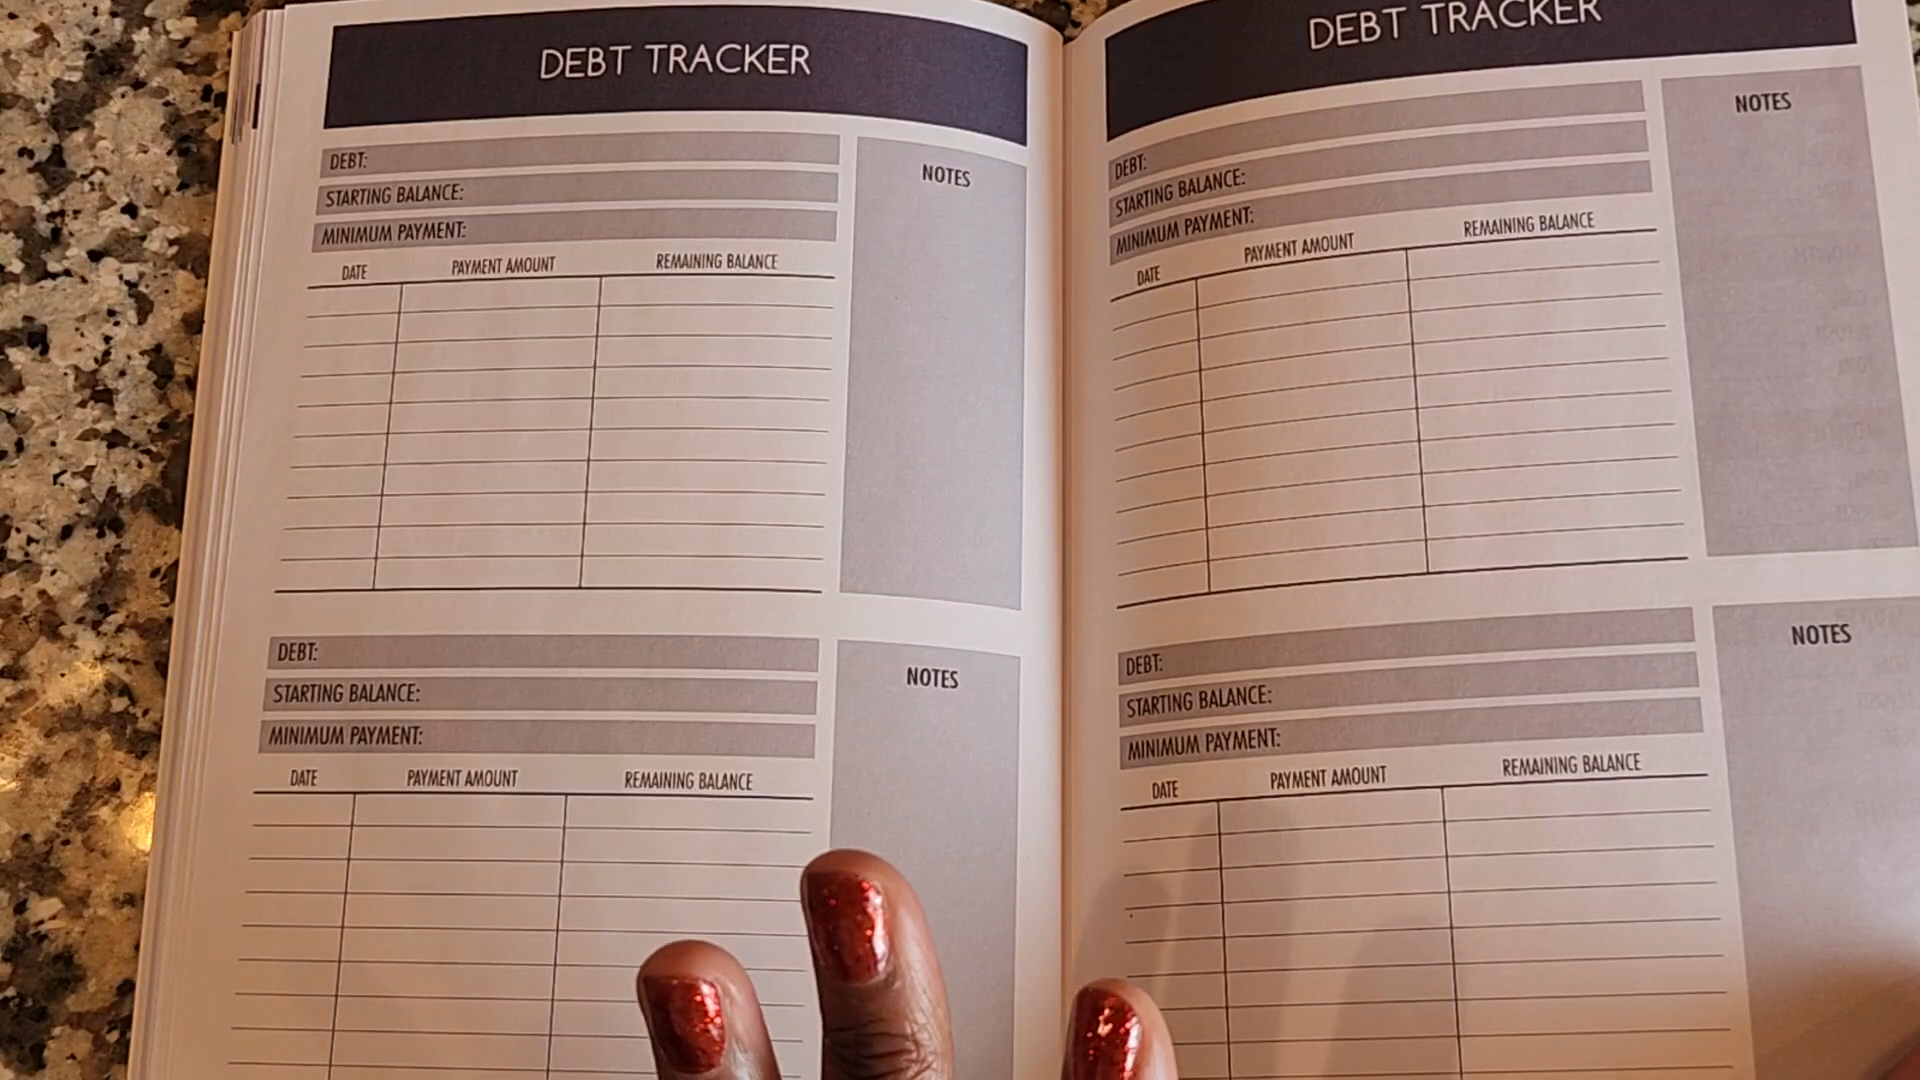 DEBT TRACKER
DEBT:
STARTING BALANCE:
MINIMUM PAYMENT:
DATE PAYMENT AMOUNT REMAINING BALANCE
NOTES
DEBT:
STARTING BALANCE:
MINIMUM PAYMENT:
DATE PAYMENT AMOUNT REMAINING BALANCE
NOTES
DEBT TRACKER
DEBT:
STARTING BALANCE:
MINIMUM PAYMENT:
DATE PAYMENT AMOUNT REMAINING BALANCE
NOTES
DEBT:
STARTING BALANCE:
MINIMUM PAYMENT:
DATE PAYMENT AMOUNT REMAINING BALANCE
NOTES